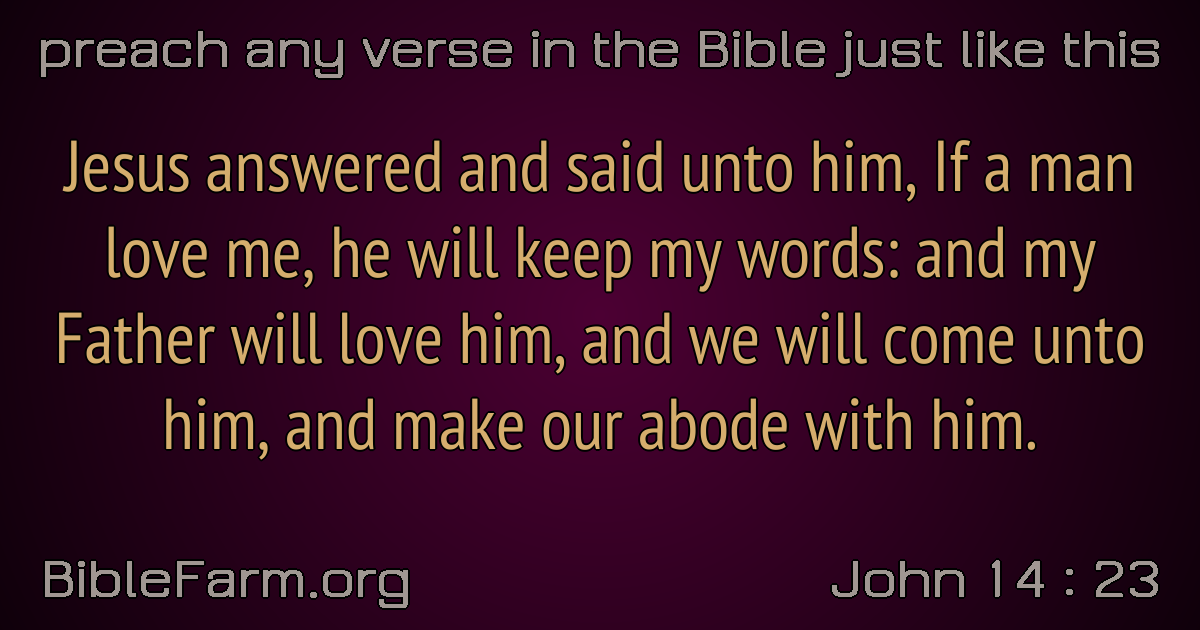 preach any verse in the Bible just like this
Jesus answered and said unto him, If a man
love me, he will keep my words: and my
Father will love him, and we will come unto
him, and make our abode with him.
BibleFarm.org
John 14 : 23